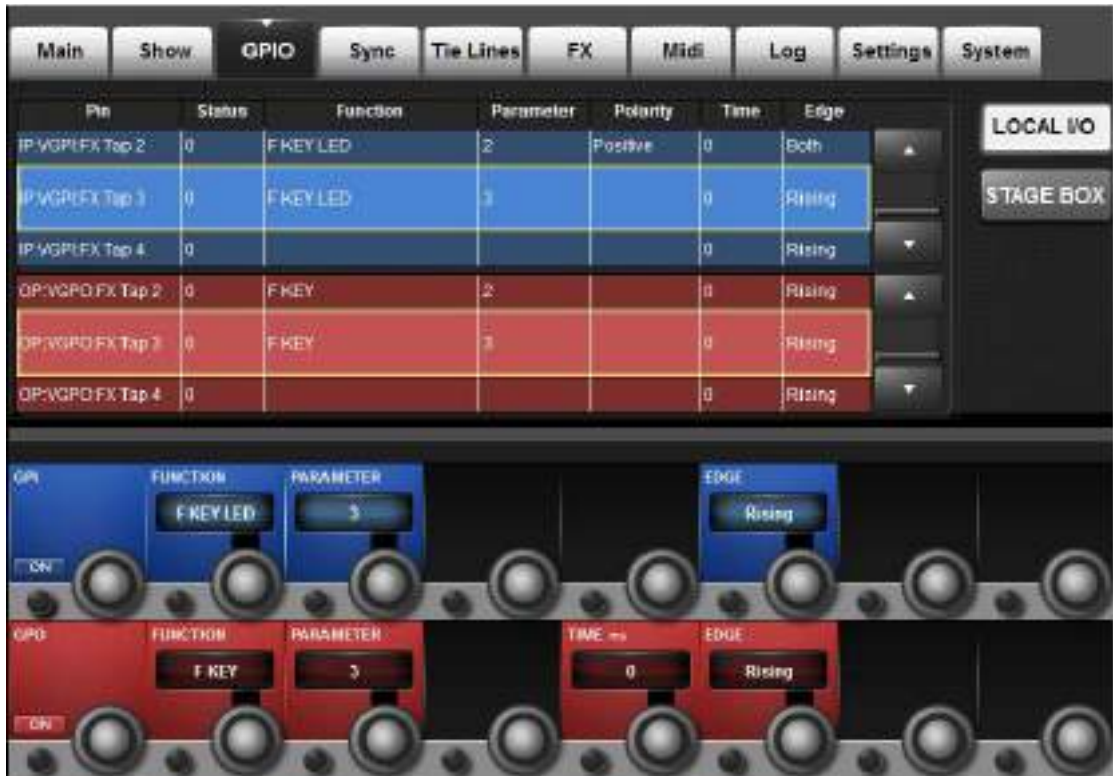 Main Show GPIO Sync Tie Lines FX Midi Log Settings System
Pin Status Function Parameter Polarity Time Edge
LOCAL I/O
IP:VGPI:FX Tap 2 0 F KEY LED 2 Positive 0 Both
IP:VGPI:FX Tap 3 0 F KEY LED 3 0 Rising
STAGE BOX
IP:VGPI:FX Tap 4 0 0 Rising
OP:VGPO:FX Tap 2 0 F KEY 2 0 Rising
OP:VGPO:FX Tap 3 0 F KEY 3 0 Rising
OP:VGPO:FX Tap 4 0 0 Rising
GPI FUNCTION PARAMETER EDGE
F KEY LED 3 Rising
ON
GPO FUNCTION PARAMETER TIME ms EDGE
F KEY 3 0 Rising
ON